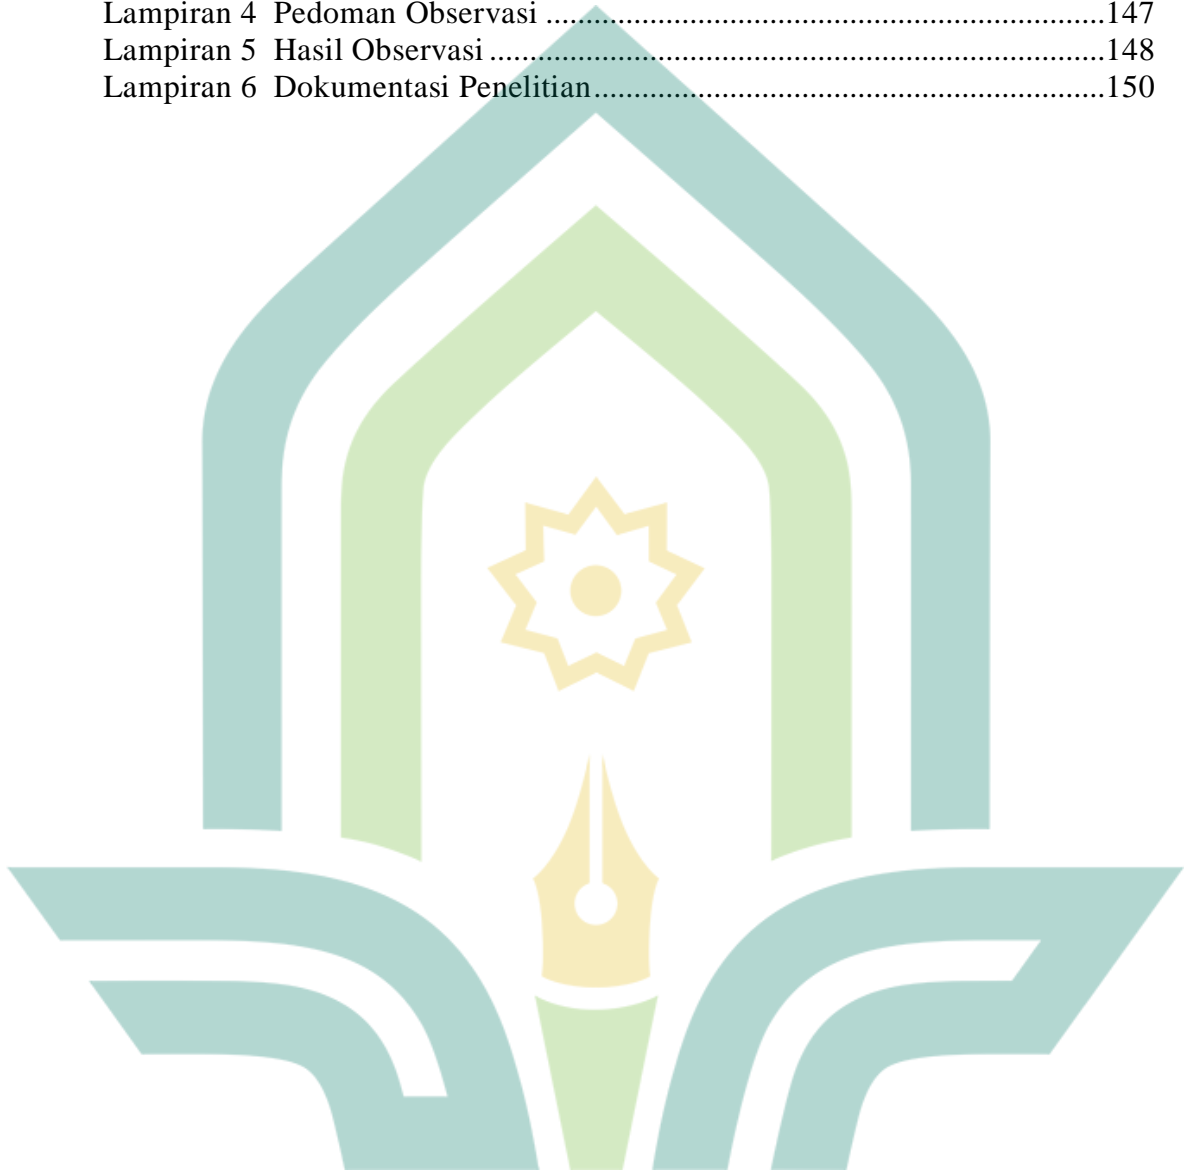 Lampiran 4 Pedoman Observasi ......................................................................147
Lampiran 5 Hasil Observasi .............................................................................148
Lampiran 6 Dokumentasi Penelitian................................................................150